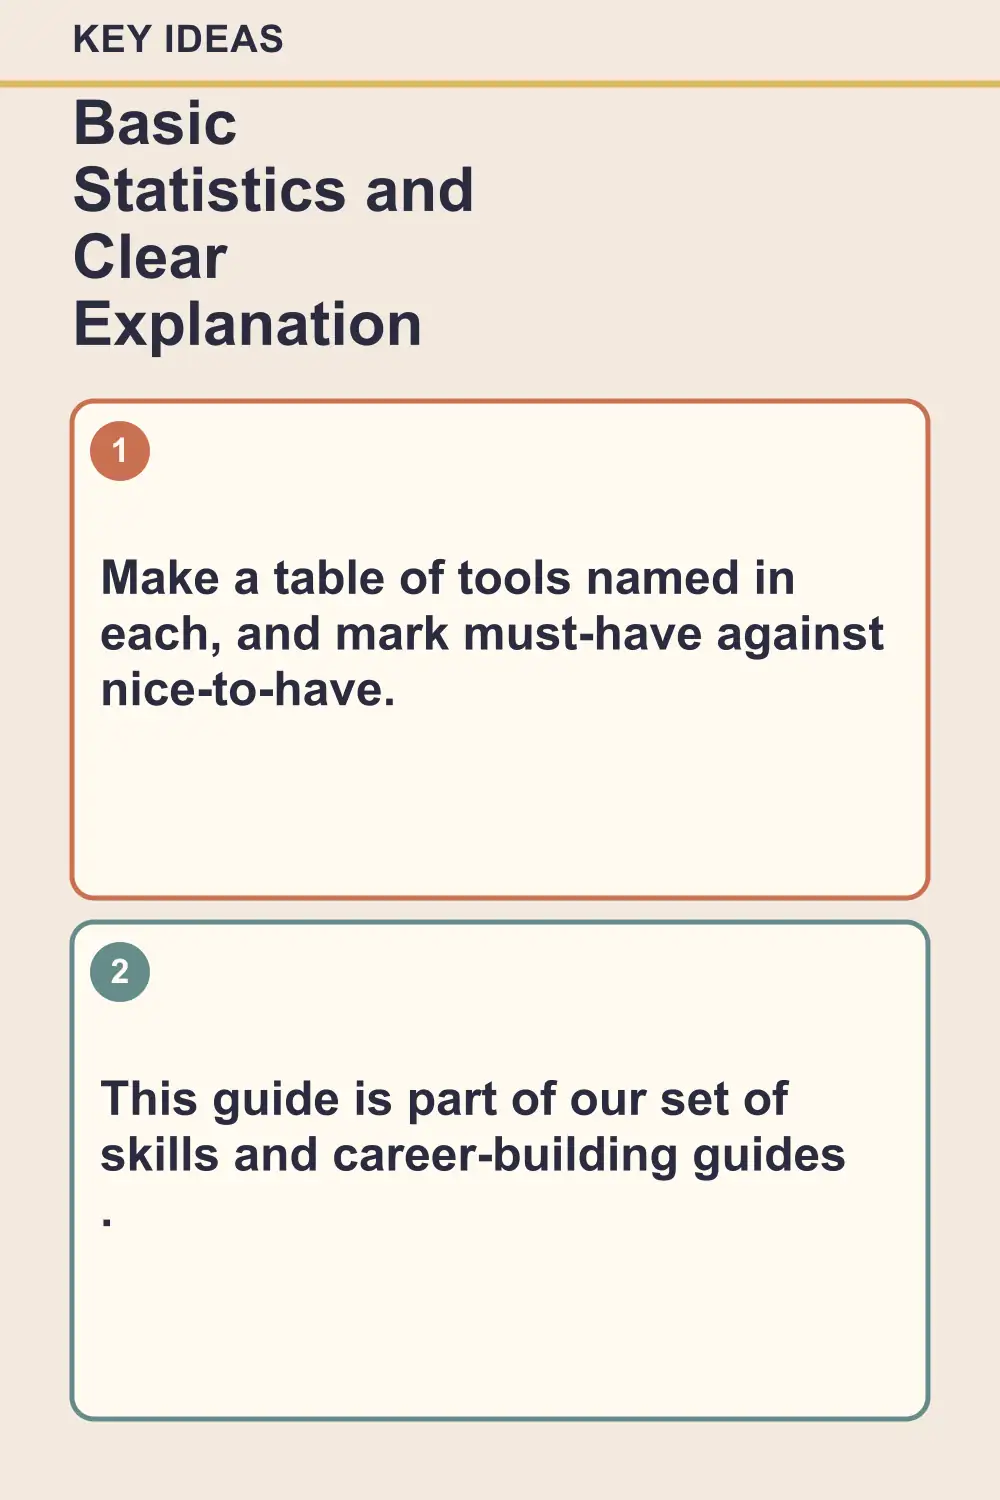 KEY IDEAS
Basic
Statistics and
Clear
Explanation
1
Make a table of tools named in
each, and mark must-have against
nice-to-have.
2
This guide is part of our set of
skills and career-building guides
.